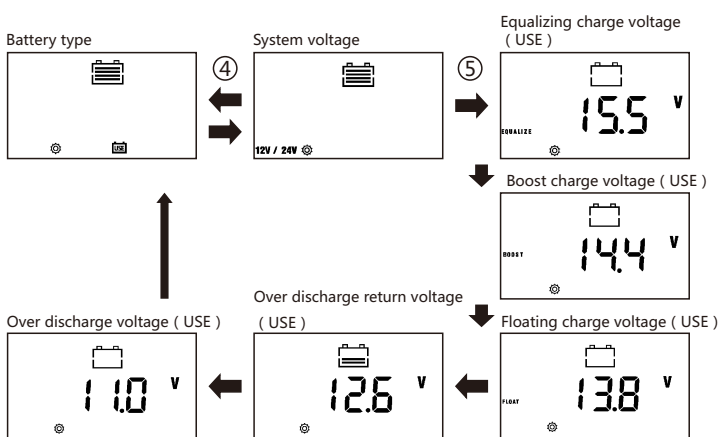 Battery type
USE
④
System voltage
12V / 24V
⑤
Equalizing charge voltage
( USE )
EQUALIZE
15.5 V
Boost charge voltage ( USE )
BOOST
14.4 V
Floating charge voltage ( USE )
FLOAT
13.8 V
Over discharge return voltage
( USE )
12.6 V
Over discharge voltage ( USE )
11.0 V